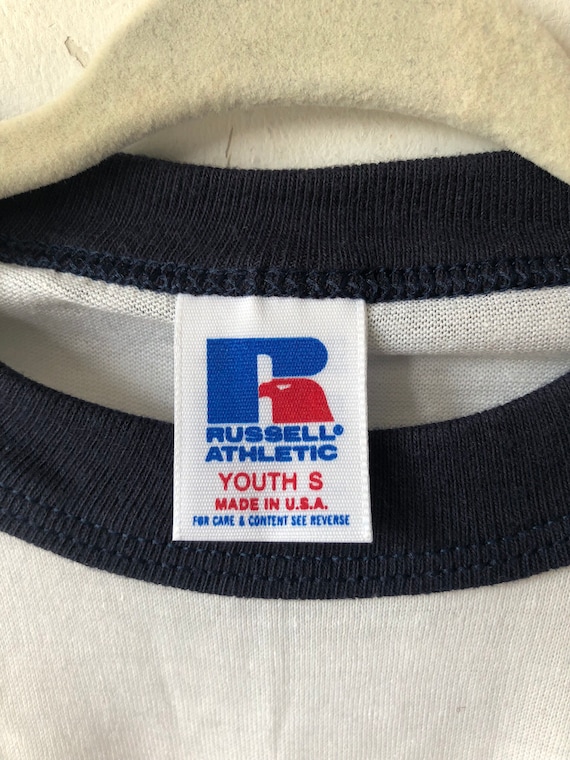 RUSSELL®
ATHLETIC
YOUTH S
MADE IN U.S.A.
FOR CARE & CONTENT SEE REVERSE